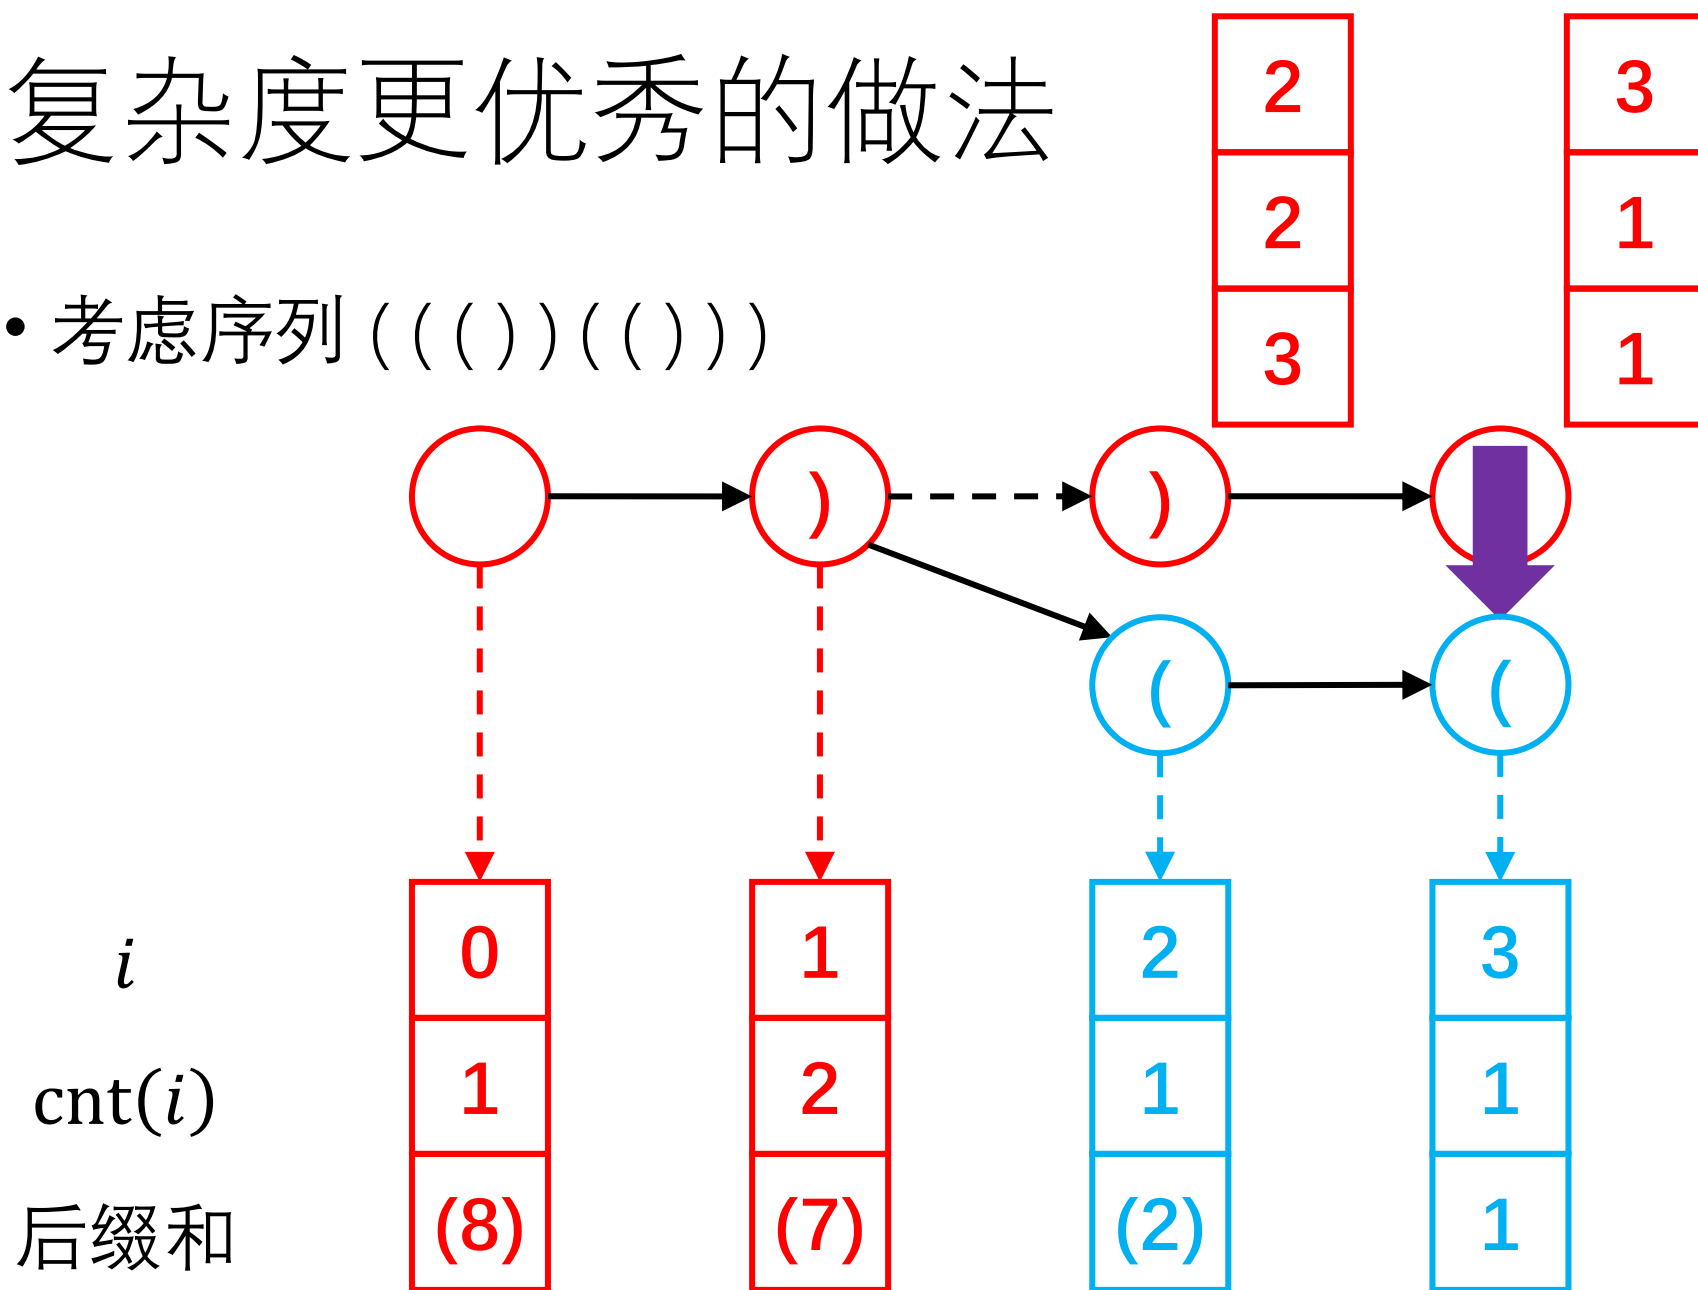 复杂度更优秀的做法
2 3
2 1
• 考虑序列 ((())(()))
3 1
) )
( (
i 0 1 2 3
cnt(i) 1 2 1 1
后缀和 (8) (7) (2) 1